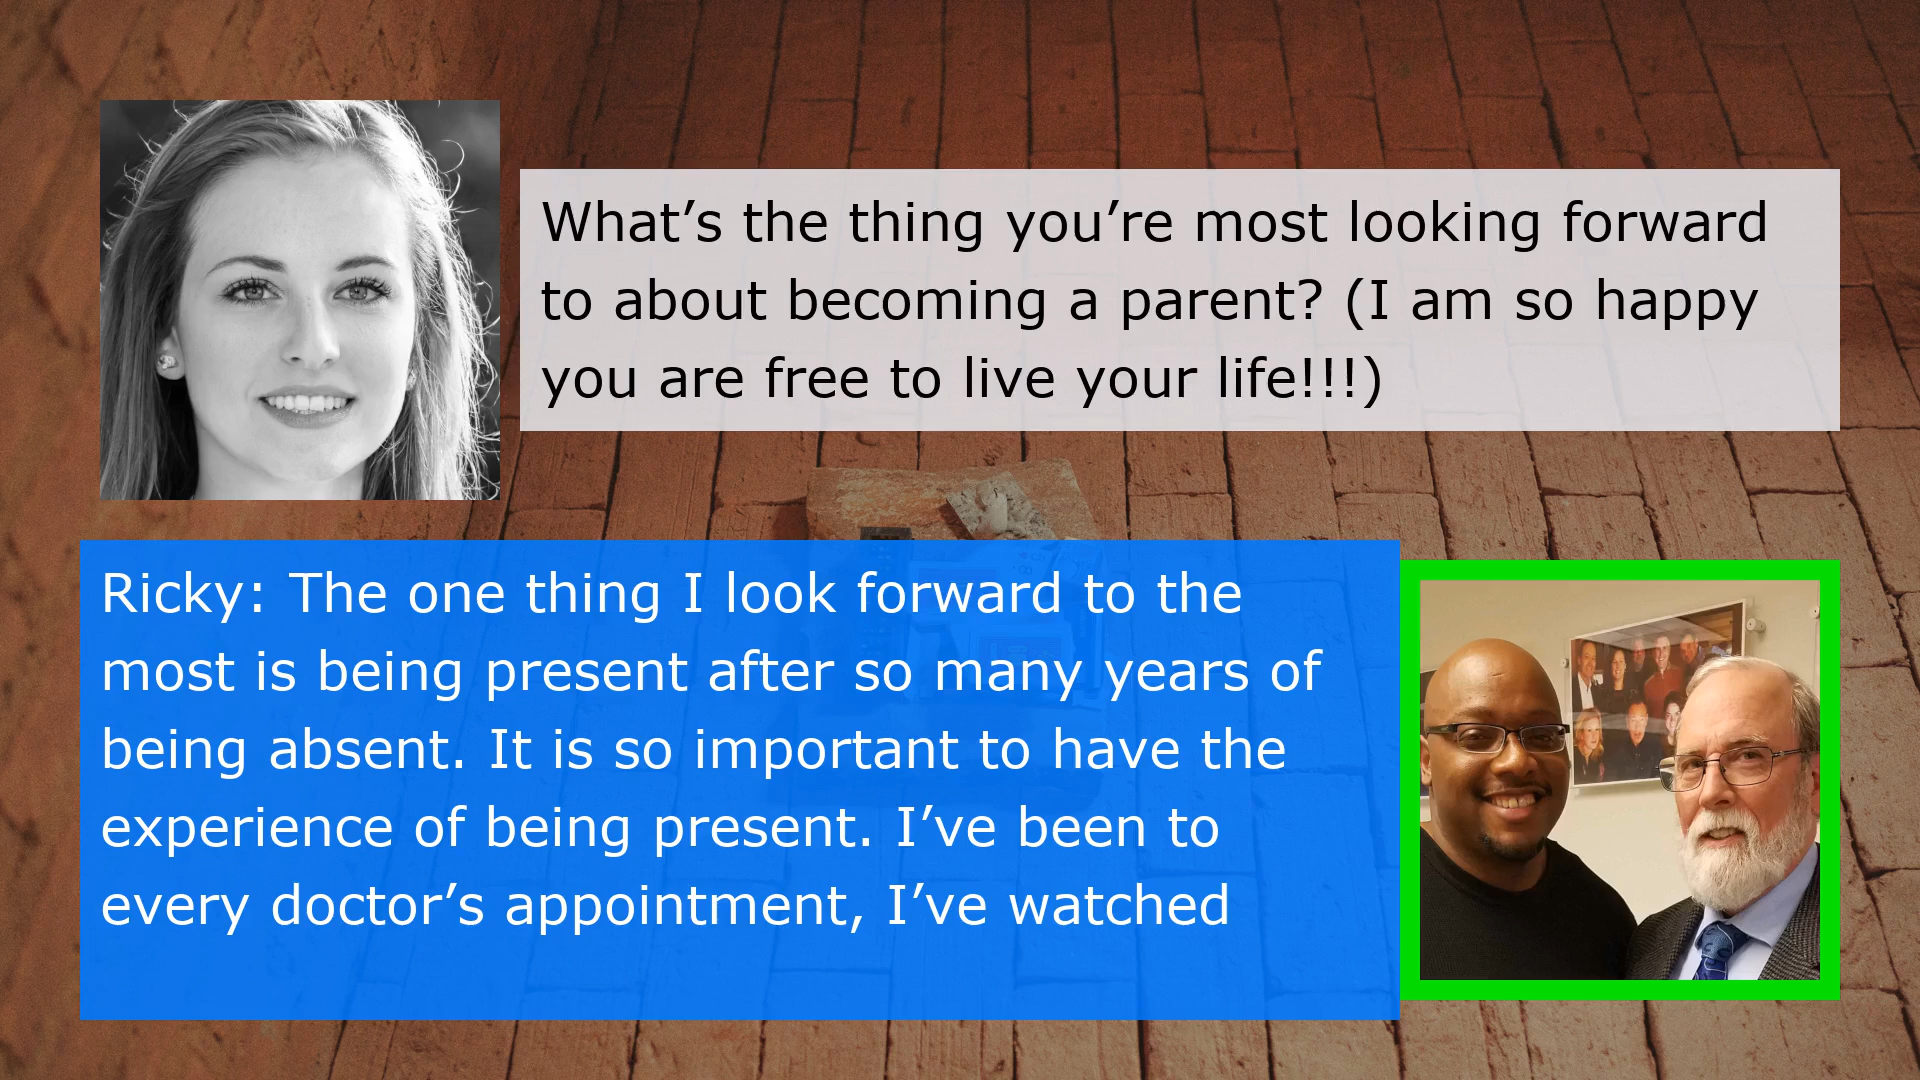 What’s the thing you’re most looking forward
to about becoming a parent? (I am so happy
you are free to live your life!!!)
Ricky: The one thing I look forward to the
most is being present after so many years of
being absent. It is so important to have the
experience of being present. I’ve been to
every doctor’s appointment, I’ve watched